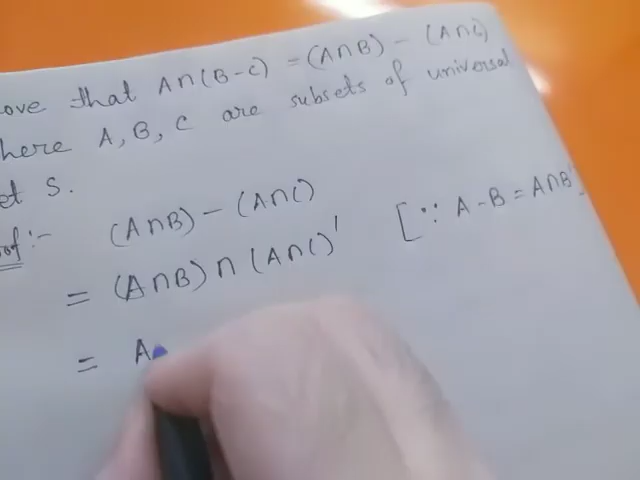 ove that A∩(B-C) = (A∩B) - (A∩C)
here A, B, C are subsets of universal
et S.
of :- (A∩B) - (A∩C)
= (A∩B) ∩ (A∩C)' [∵ A-B = A∩B']
= A